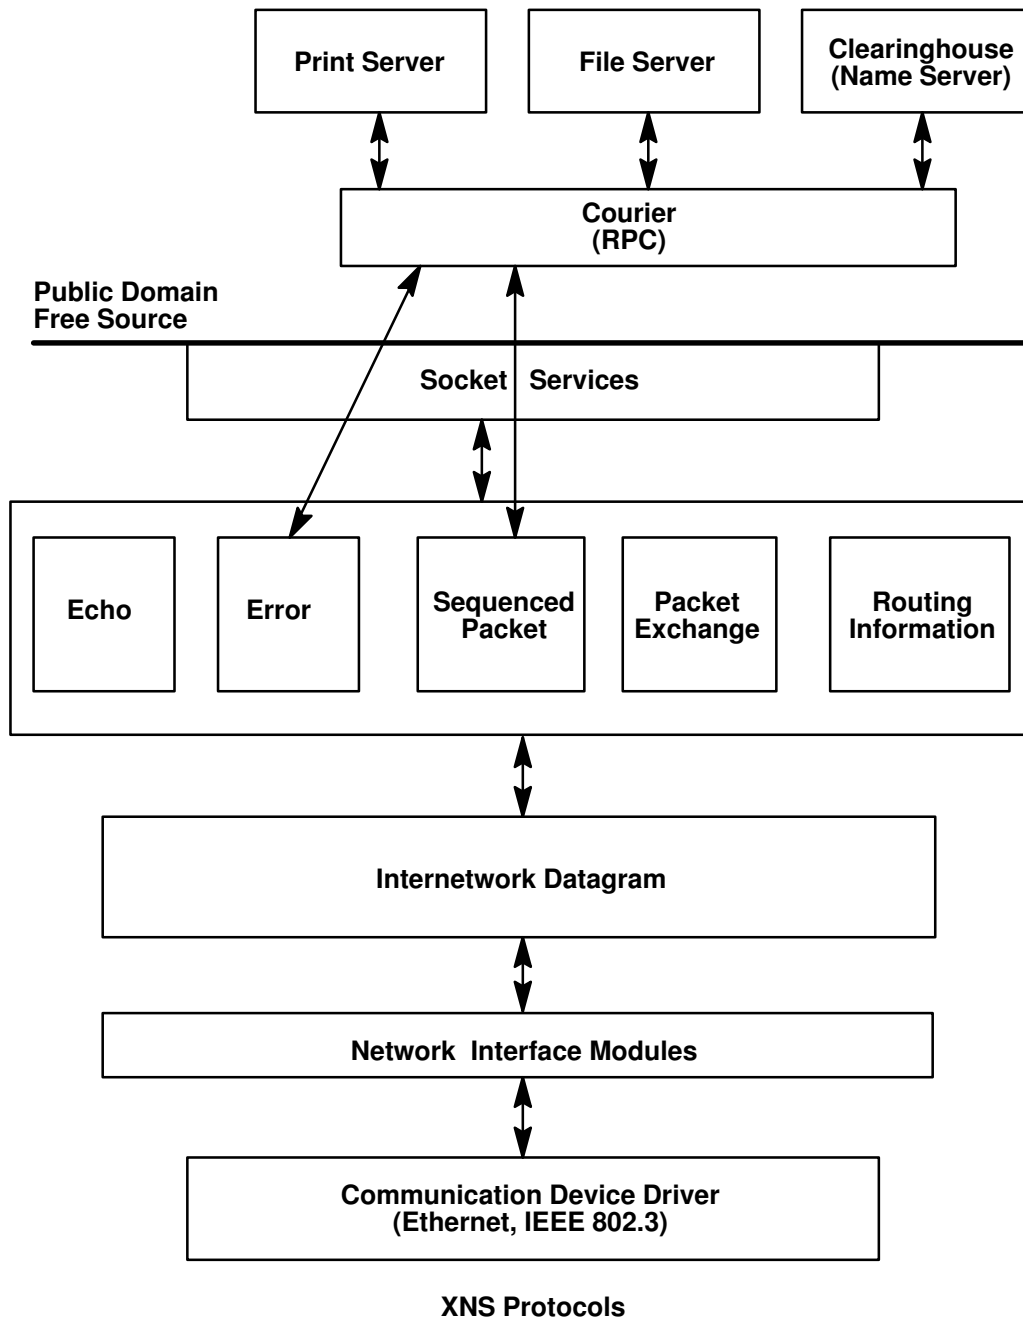 Print Server
File Server
Clearinghouse
(Name Server)
Courier
(RPC)
Public Domain
Free Source
Socket Services
Echo
Error
Sequenced
Packet
Packet
Exchange
Routing
Information
Internetwork Datagram
Network Interface Modules
Communication Device Driver
(Ethernet, IEEE 802.3)
XNS Protocols